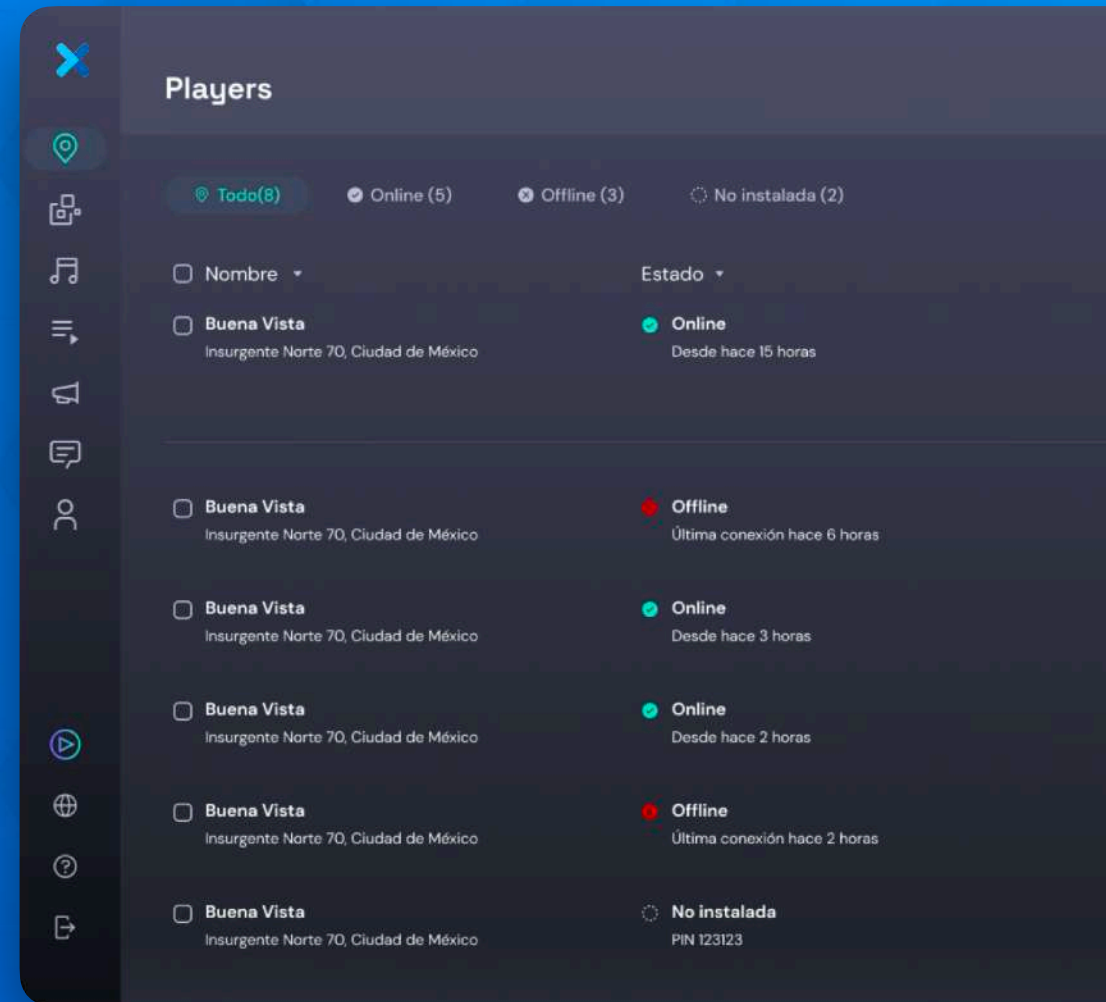 Players
Todo(8) Online (5) Offline (3) No instalada (2)
Nombre Estado
Buena Vista Online
Insurgente Norte 70, Ciudad de México Desde hace 15 horas
Buena Vista Offline
Insurgente Norte 70, Ciudad de México Última conexión hace 6 horas
Buena Vista Online
Insurgente Norte 70, Ciudad de México Desde hace 3 horas
Buena Vista Online
Insurgente Norte 70, Ciudad de México Desde hace 2 horas
Buena Vista Offline
Insurgente Norte 70, Ciudad de México Última conexión hace 2 horas
Buena Vista No instalada
Insurgente Norte 70, Ciudad de México PIN 123123